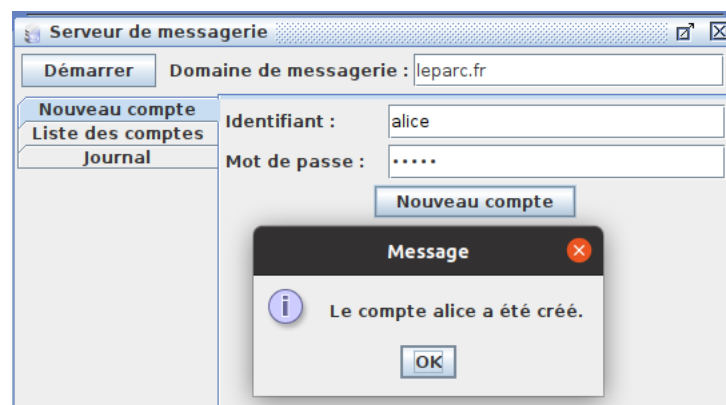 Serveur de messagerie
Démarrer Domaine de messagerie : leparc.fr
Nouveau compte
Liste des comptes
Journal
Identifiant : alice
Mot de passe : •••••
Nouveau compte
Message
Le compte alice a été créé.
OK